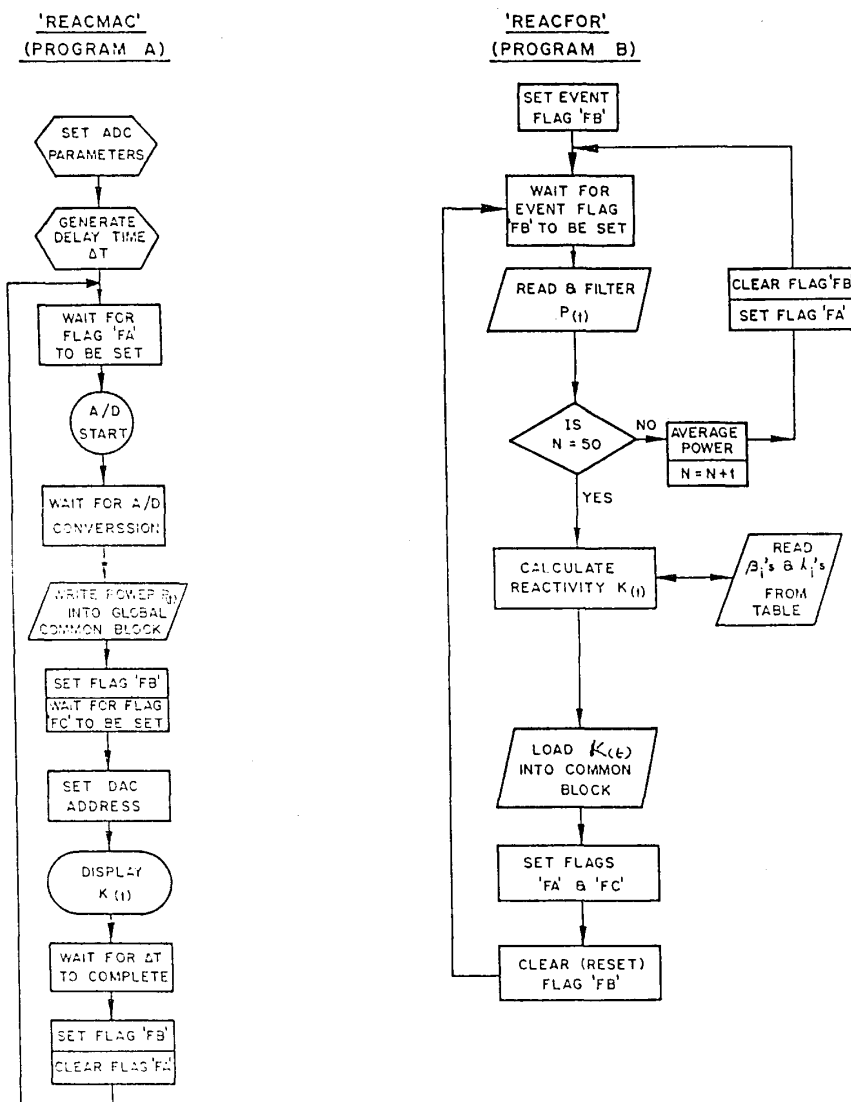 'REACMAC'
(PROGRAM A)
SET ADC
PARAMETERS
GENERATE
DELAY TIME
ΔT
WAIT FOR
FLAG 'FA'
TO BE SET
A/D
START
WAIT FOR A/D
CONVERSSION
WRITE POWER P(t)
INTO GLOBAL
COMMON BLOCK
SET FLAG 'FB'
WAIT FOR FLAG
'FC' TO BE SET
SET DAC
ADDRESS
DISPLAY
K(t)
WAIT FOR ΔT
TO COMPLETE
SET FLAG 'FB'
CLEAR FLAG 'FA'
'REACFOR'
(PROGRAM B)
SET EVENT
FLAG 'FB'
WAIT FOR
EVENT FLAG
'FB' TO BE SET
READ & FILTER
P(t)
IS
N = 50
NO
AVERAGE
POWER
N = N+1
CLEAR FLAG 'FB'
SET FLAG 'FA'
YES
CALCULATE
REACTIVITY K(t)
READ
βi's & λi's
FROM
TABLE
LOAD K(t)
INTO COMMON
BLOCK
SET FLAGS
'FA' & 'FC'
CLEAR (RESET)
FLAG 'FB'